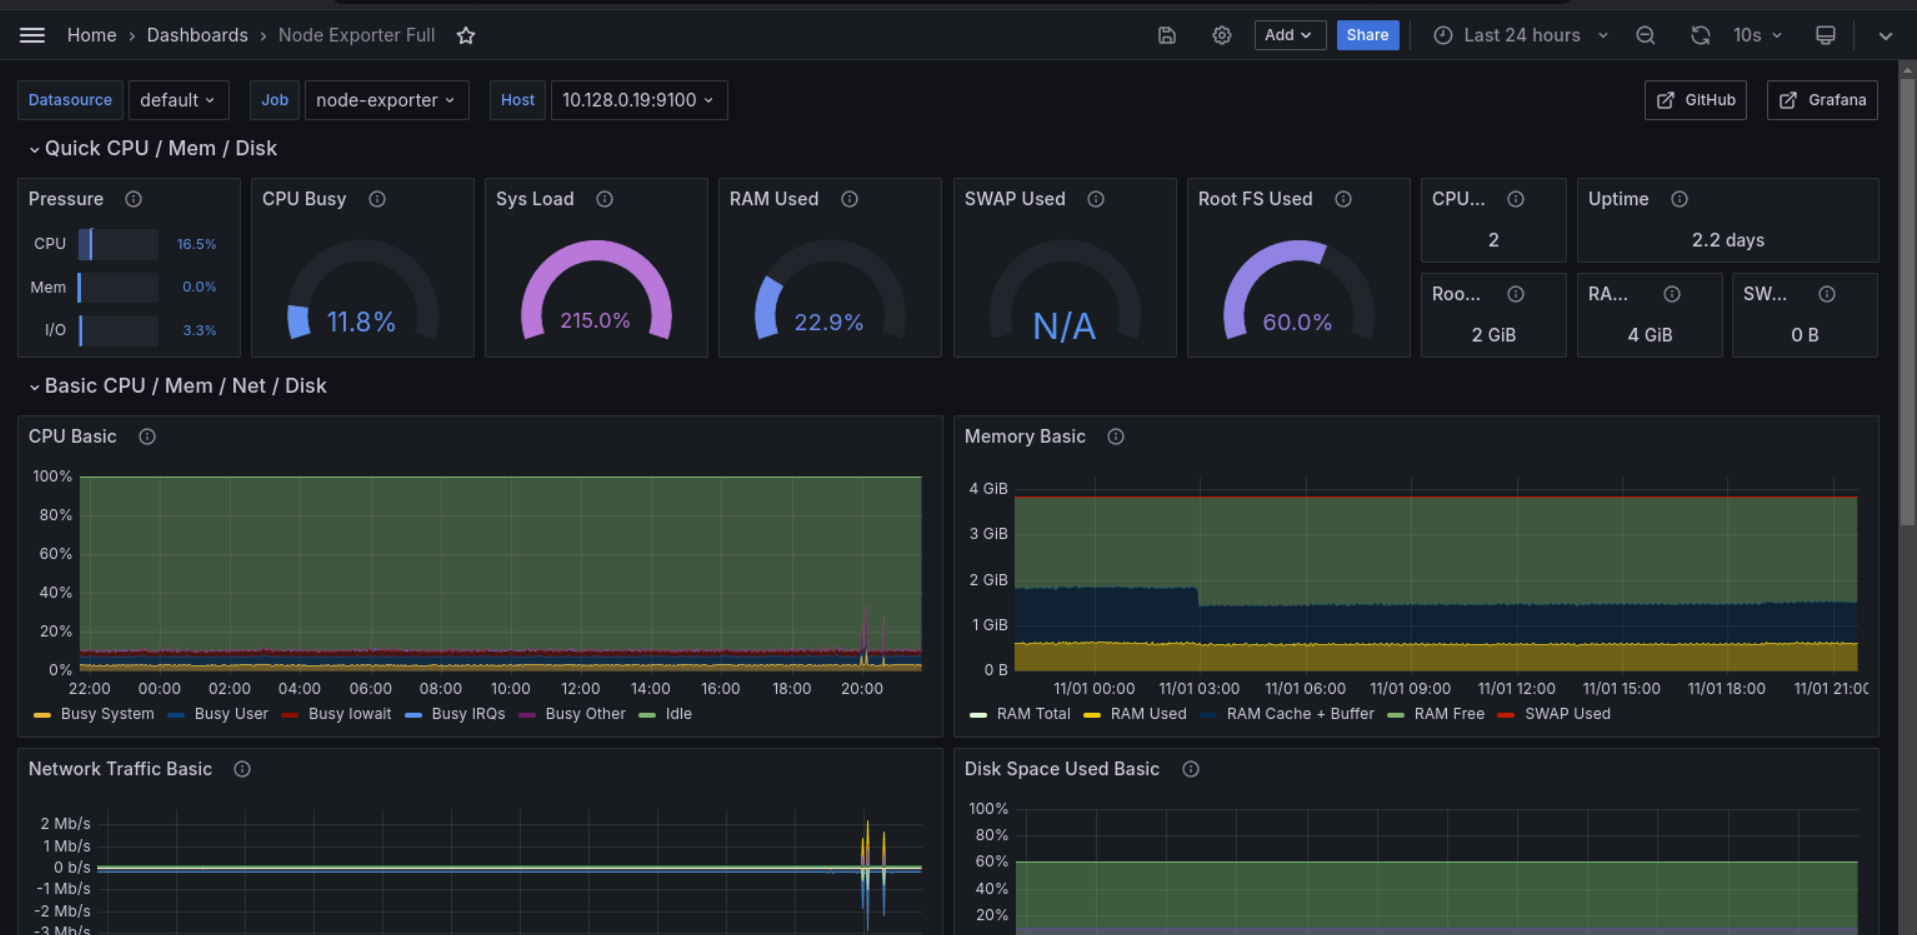 Home › Dashboards › Node Exporter Full
Add
Share
Last 24 hours
10s
Datasource default Job node-exporter Host 10.128.0.19:9100
GitHub
Grafana
Quick CPU / Mem / Disk
Pressure
CPU 16.5%
Mem 0.0%
I/O 3.3%
CPU Busy
11.8%
Sys Load
215.0%
RAM Used
22.9%
SWAP Used
N/A
Root FS Used
60.0%
CPU...
2
Uptime
2.2 days
Roo...
2 GiB
RA...
4 GiB
SW...
0 B
Basic CPU / Mem / Net / Disk
CPU Basic
100%
80%
60%
40%
20%
0%
22:00 00:00 02:00 04:00 06:00 08:00 10:00 12:00 14:00 16:00 18:00 20:00
Busy System Busy User Busy Iowait Busy IRQs Busy Other Idle
Memory Basic
4 GiB
3 GiB
2 GiB
1 GiB
0 B
11/01 00:00 11/01 03:00 11/01 06:00 11/01 09:00 11/01 12:00 11/01 15:00 11/01 18:00 11/01 21:00
RAM Total RAM Used RAM Cache + Buffer RAM Free SWAP Used
Network Traffic Basic
2 Mb/s
1 Mb/s
0 b/s
-1 Mb/s
-2 Mb/s
-3 Mb/s
Disk Space Used Basic
100%
80%
60%
40%
20%